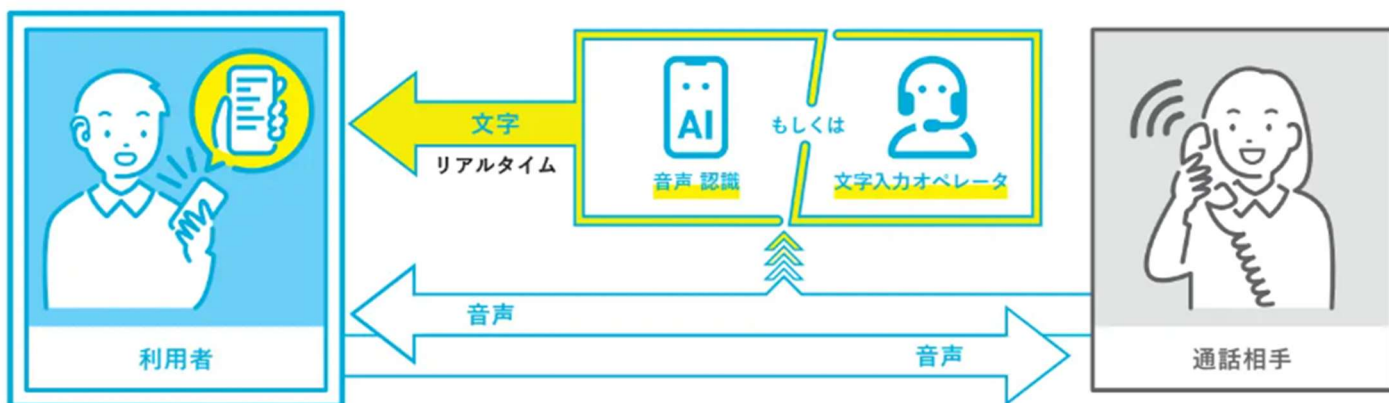 文字
リアルタイム
AI
音声 認識
もしくは
文字入力オペレータ
音声
音声
利用者
通話相手